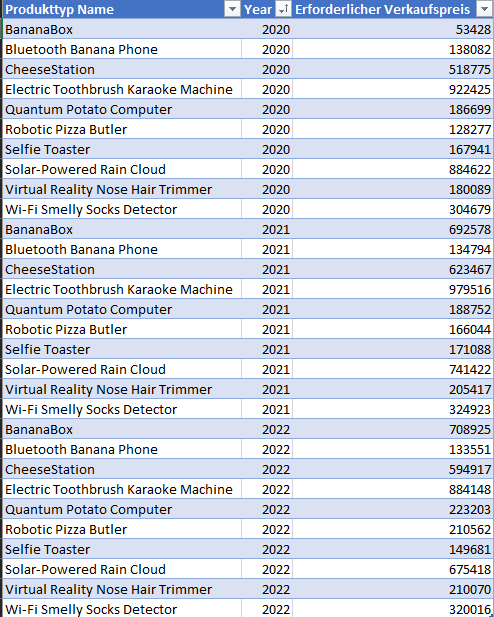 Produkttyp Name Year Erforderlicher Verkaufspreis
BananaBox 2020 53428
Bluetooth Banana Phone 2020 138082
CheeseStation 2020 518775
Electric Toothbrush Karaoke Machine 2020 922425
Quantum Potato Computer 2020 186699
Robotic Pizza Butler 2020 128277
Selfie Toaster 2020 167941
Solar-Powered Rain Cloud 2020 884622
Virtual Reality Nose Hair Trimmer 2020 180089
Wi-Fi Smelly Socks Detector 2020 304679
BananaBox 2021 692578
Bluetooth Banana Phone 2021 134794
CheeseStation 2021 623467
Electric Toothbrush Karaoke Machine 2021 979516
Quantum Potato Computer 2021 188752
Robotic Pizza Butler 2021 166044
Selfie Toaster 2021 171088
Solar-Powered Rain Cloud 2021 741422
Virtual Reality Nose Hair Trimmer 2021 205417
Wi-Fi Smelly Socks Detector 2021 324923
BananaBox 2022 708925
Bluetooth Banana Phone 2022 133551
CheeseStation 2022 594917
Electric Toothbrush Karaoke Machine 2022 884148
Quantum Potato Computer 2022 223203
Robotic Pizza Butler 2022 210562
Selfie Toaster 2022 149681
Solar-Powered Rain Cloud 2022 675418
Virtual Reality Nose Hair Trimmer 2022 210070
Wi-Fi Smelly Socks Detector 2022 320016